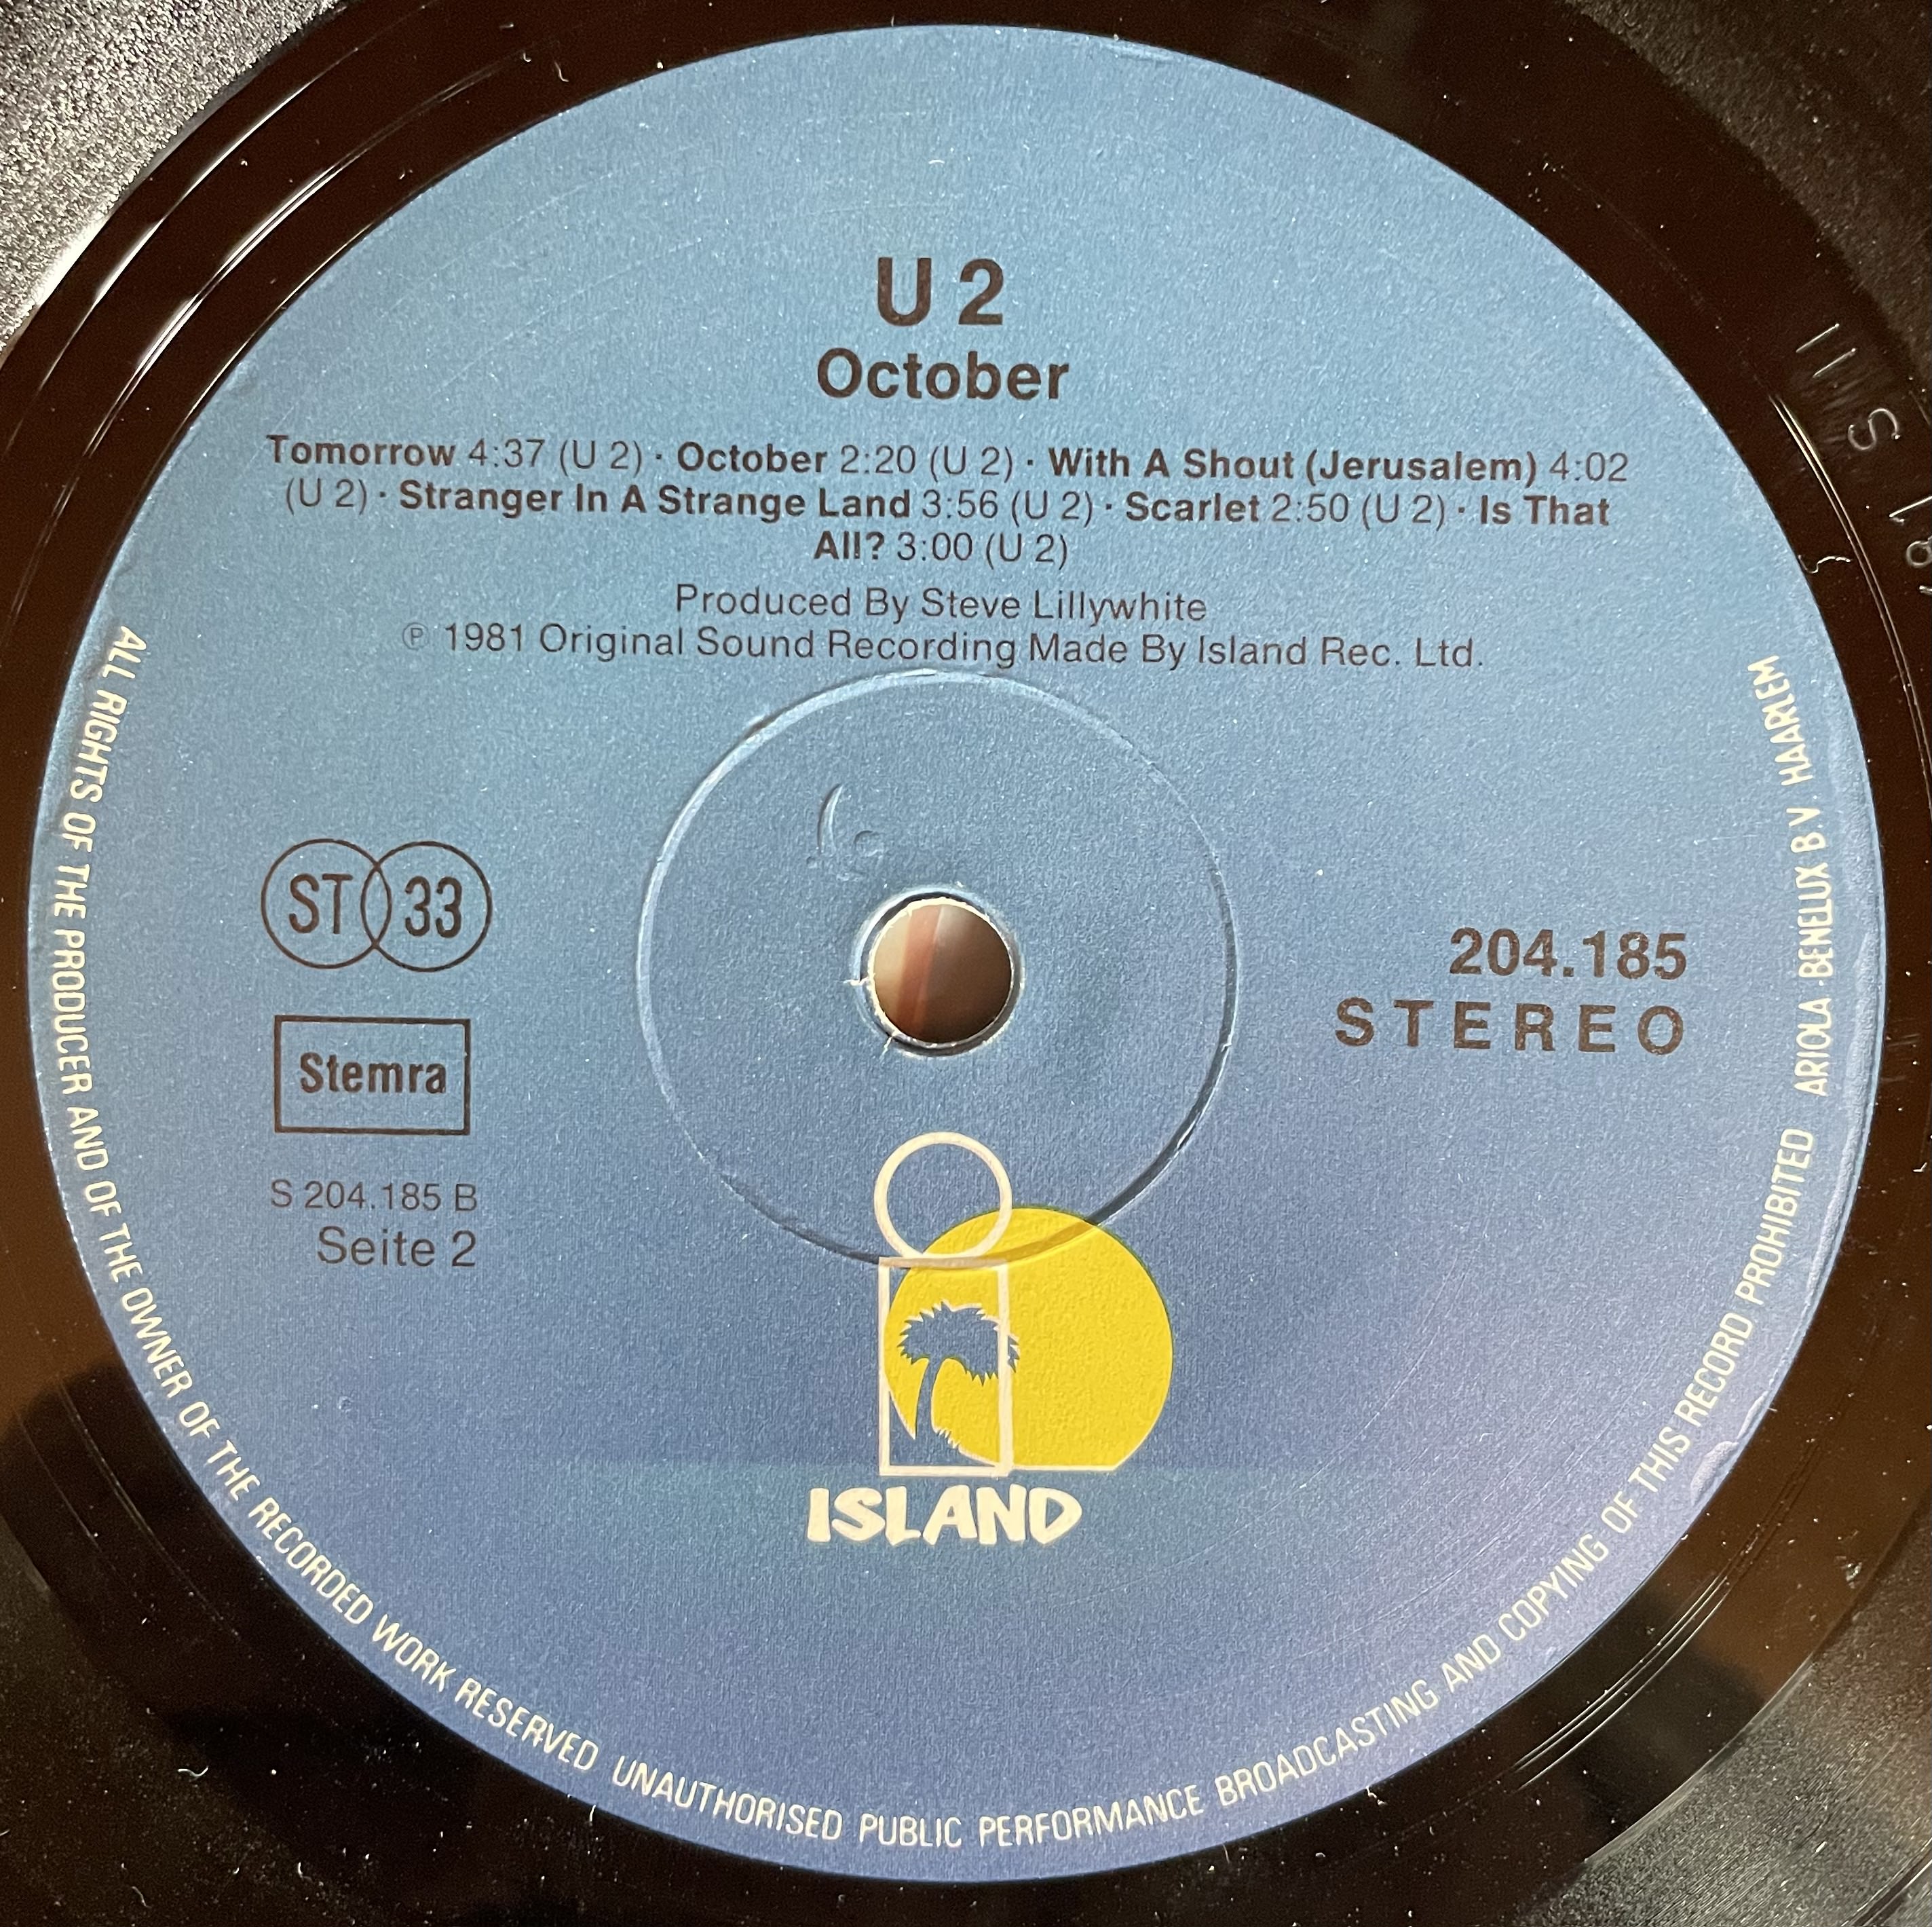 U 2
October
Tomorrow 4:37 (U 2) · October 2:20 (U 2) · With A Shout (Jerusalem) 4:02
(U 2) · Stranger In A Strange Land 3:56 (U 2) · Scarlet 2:50 (U 2) · Is That
All? 3:00 (U 2)
Produced By Steve Lillywhite
℗ 1981 Original Sound Recording Made By Island Rec. Ltd.
ST 33
Stemra
S 204.185 B
Seite 2
204.185
STEREO
ISLAND
ALL RIGHTS OF THE PRODUCER AND OF THE OWNER OF THE RECORDED WORK RESERVED UNAUTHORISED PUBLIC PERFORMANCE BROADCASTING AND COPYING OF THIS RECORD PROHIBITED ARIOLA-BENELUX B.V. HAARLEM